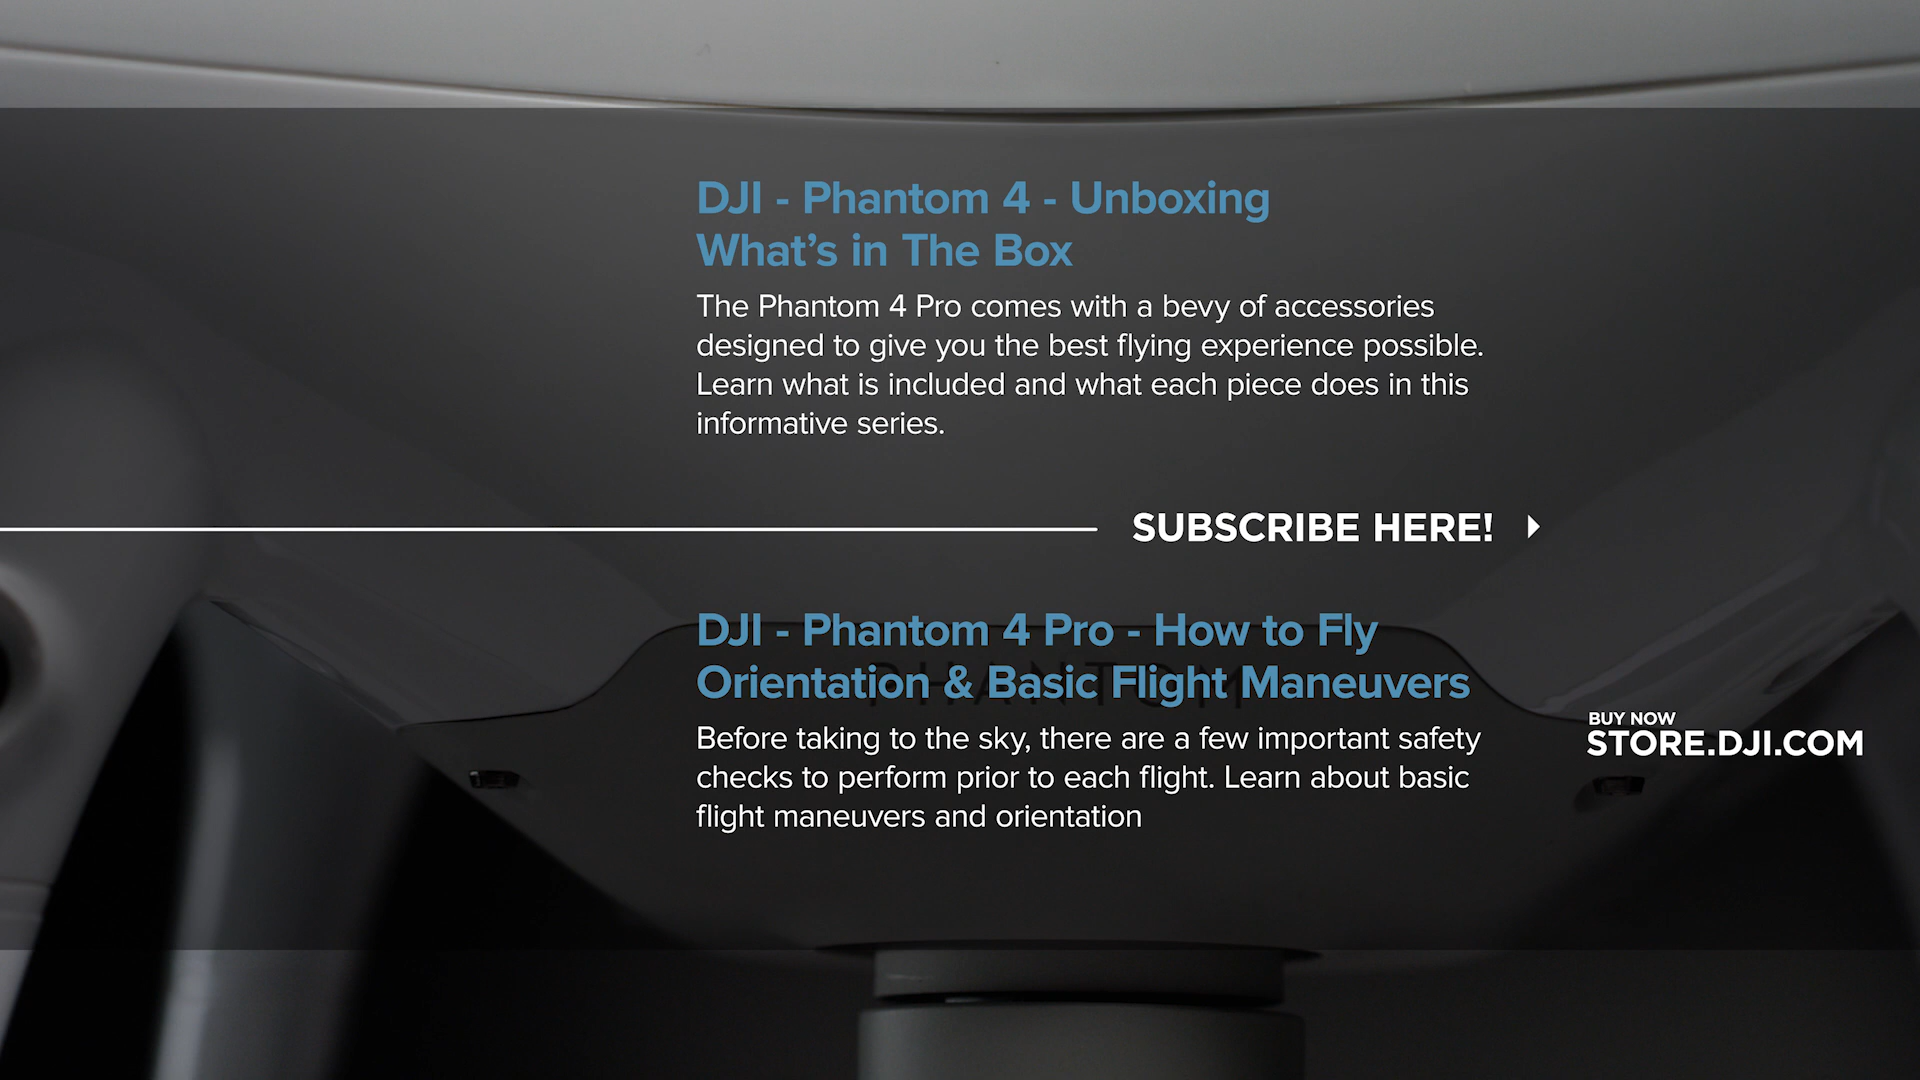 DJI - Phantom 4 - Unboxing
What’s in The Box
The Phantom 4 Pro comes with a bevy of accessories
designed to give you the best flying experience possible.
Learn what is included and what each piece does in this
informative series.
SUBSCRIBE HERE!
DJI - Phantom 4 Pro - How to Fly
Orientation & Basic Flight Maneuvers
PHANTOM
Before taking to the sky, there are a few important safety
checks to perform prior to each flight. Learn about basic
flight maneuvers and orientation
BUY NOW
STORE.DJI.COM